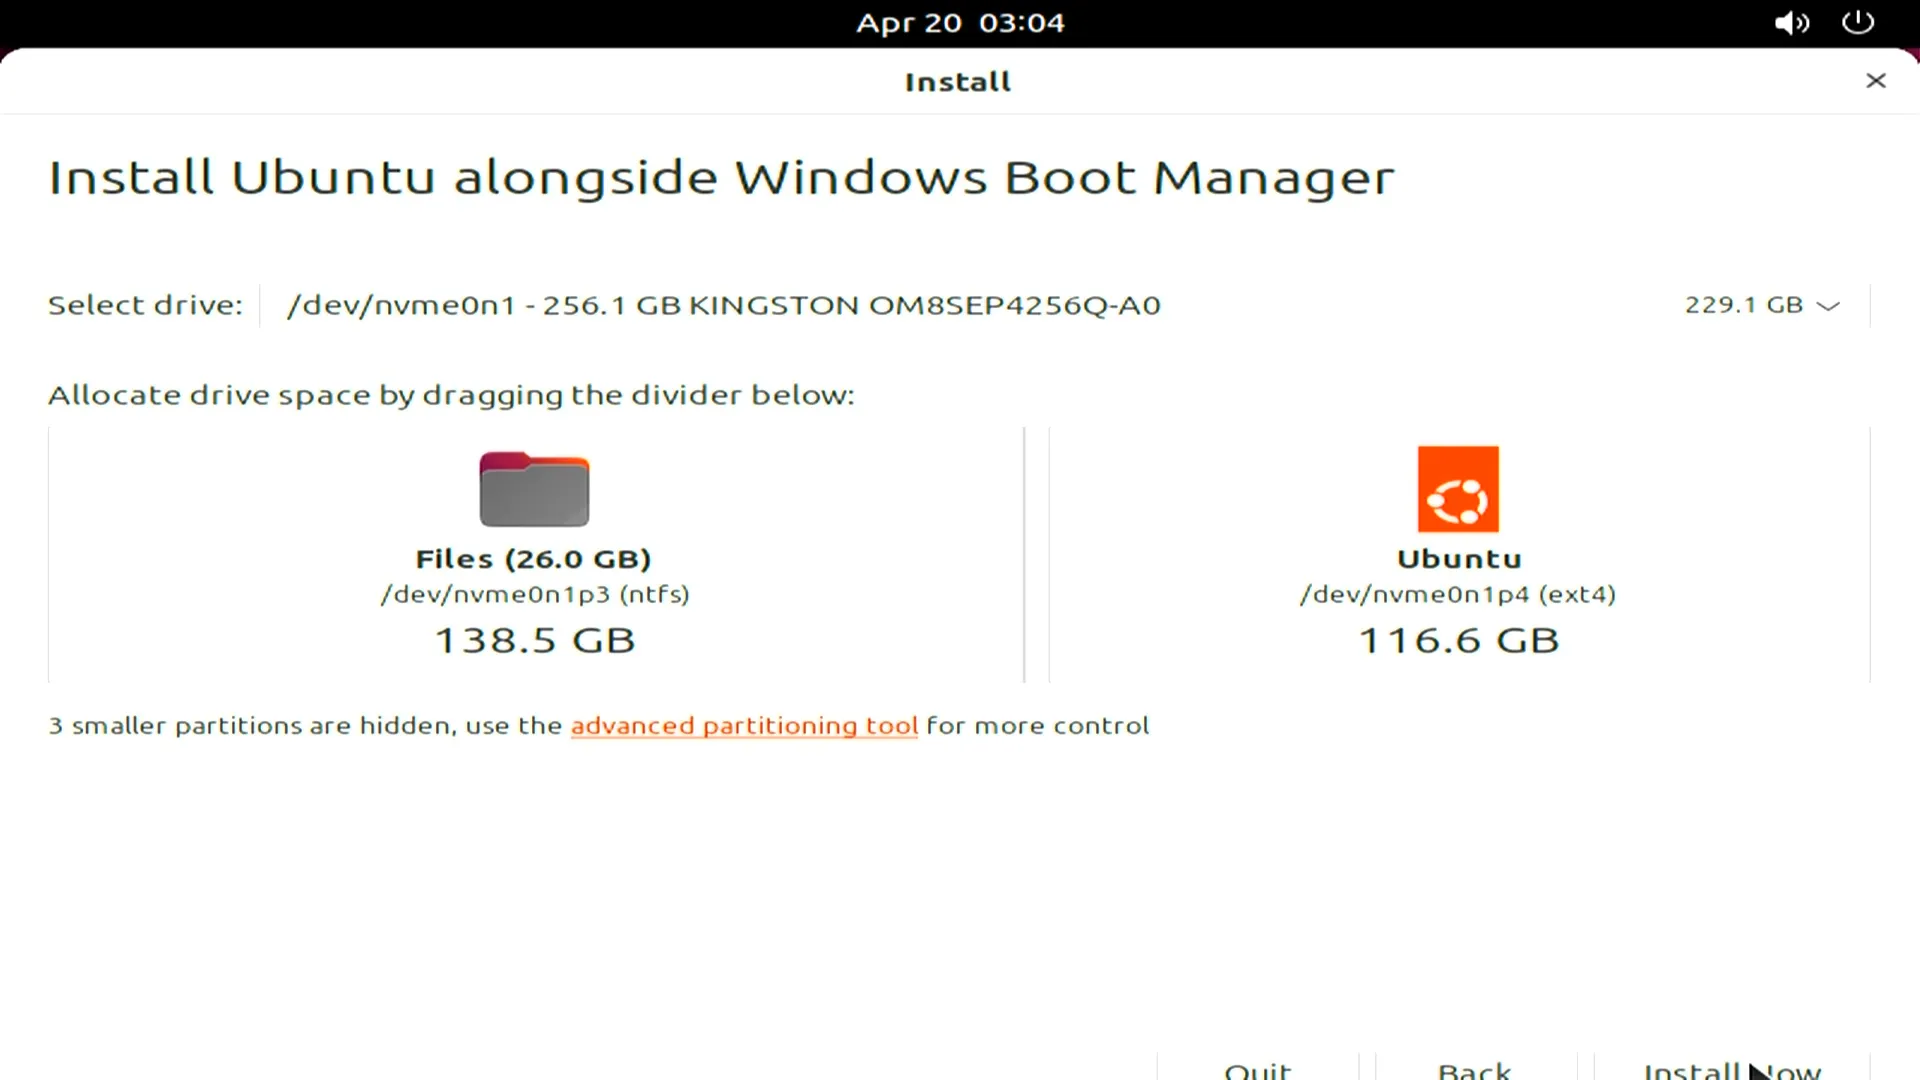 Apr 20 03:04
Install
Install Ubuntu alongside Windows Boot Manager
Select drive: /dev/nvme0n1 - 256.1 GB KINGSTON OM8SEP4256Q-A0 229.1 GB
Allocate drive space by dragging the divider below:
Files (26.0 GB)
/dev/nvme0n1p3 (ntfs)
138.5 GB
Ubuntu
/dev/nvme0n1p4 (ext4)
116.6 GB
3 smaller partitions are hidden, use the advanced partitioning tool for more control
Quit Back Install Now